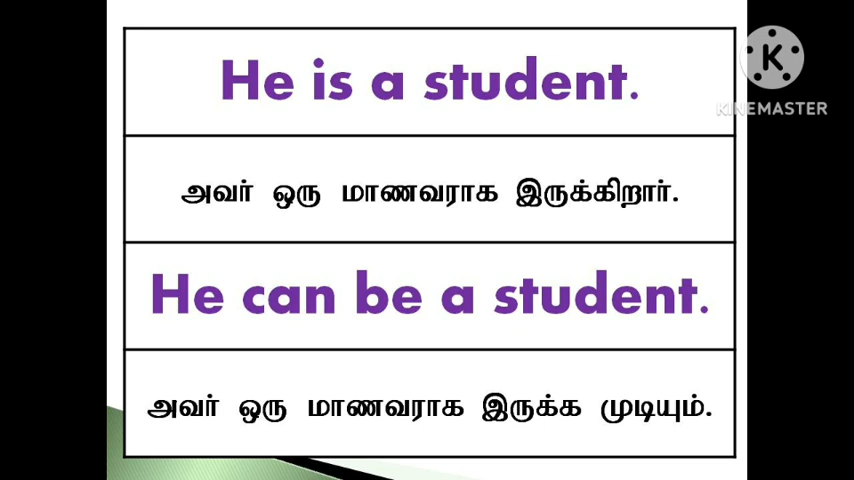 He is a student.
அவர் ஒரு மாணவராக இருக்கிறார்.
He can be a student.
அவர் ஒரு மாணவராக இருக்க முடியும்.
K
KINEMASTER